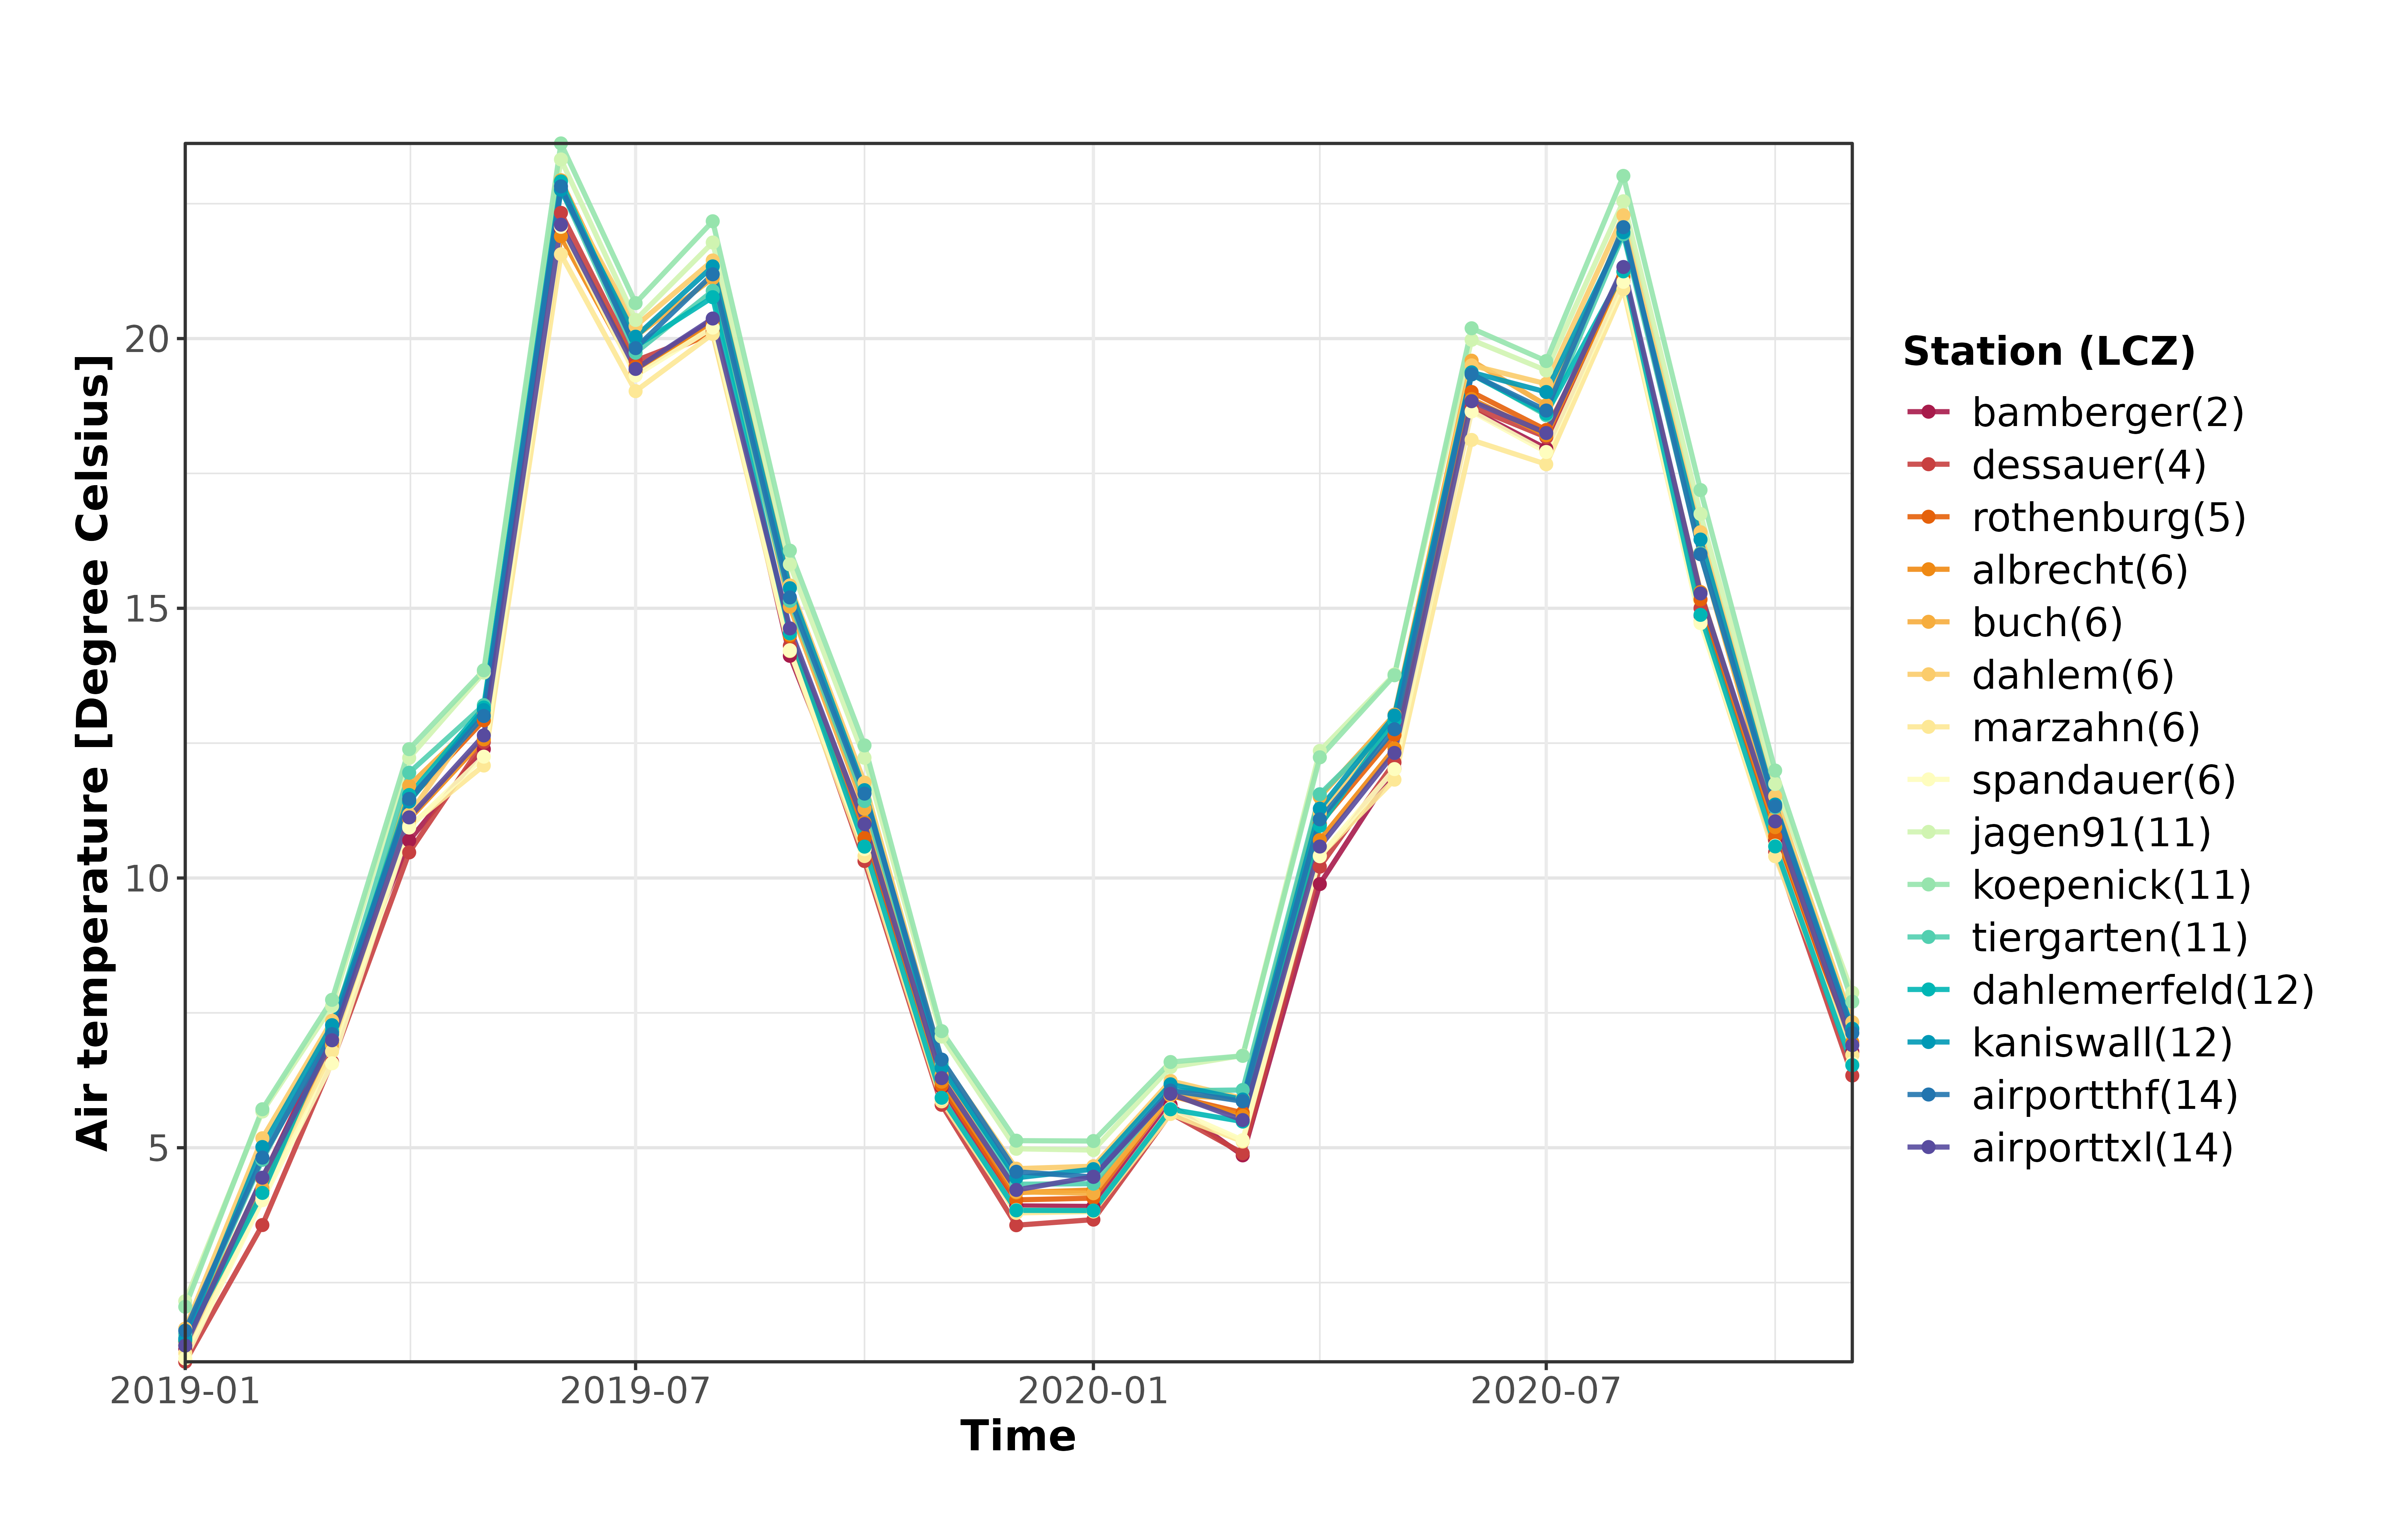 Air temperature [Degree Celsius]
20
15
10
5
2019-01
2019-07
2020-01
2020-07
Time
Station (LCZ)
bamberger(2)
dessauer(4)
rothenburg(5)
albrecht(6)
buch(6)
dahlem(6)
marzahn(6)
spandauer(6)
jagen91(11)
koepenick(11)
tiergarten(11)
dahlemerfeld(12)
kaniswall(12)
airportthf(14)
airporttxl(14)